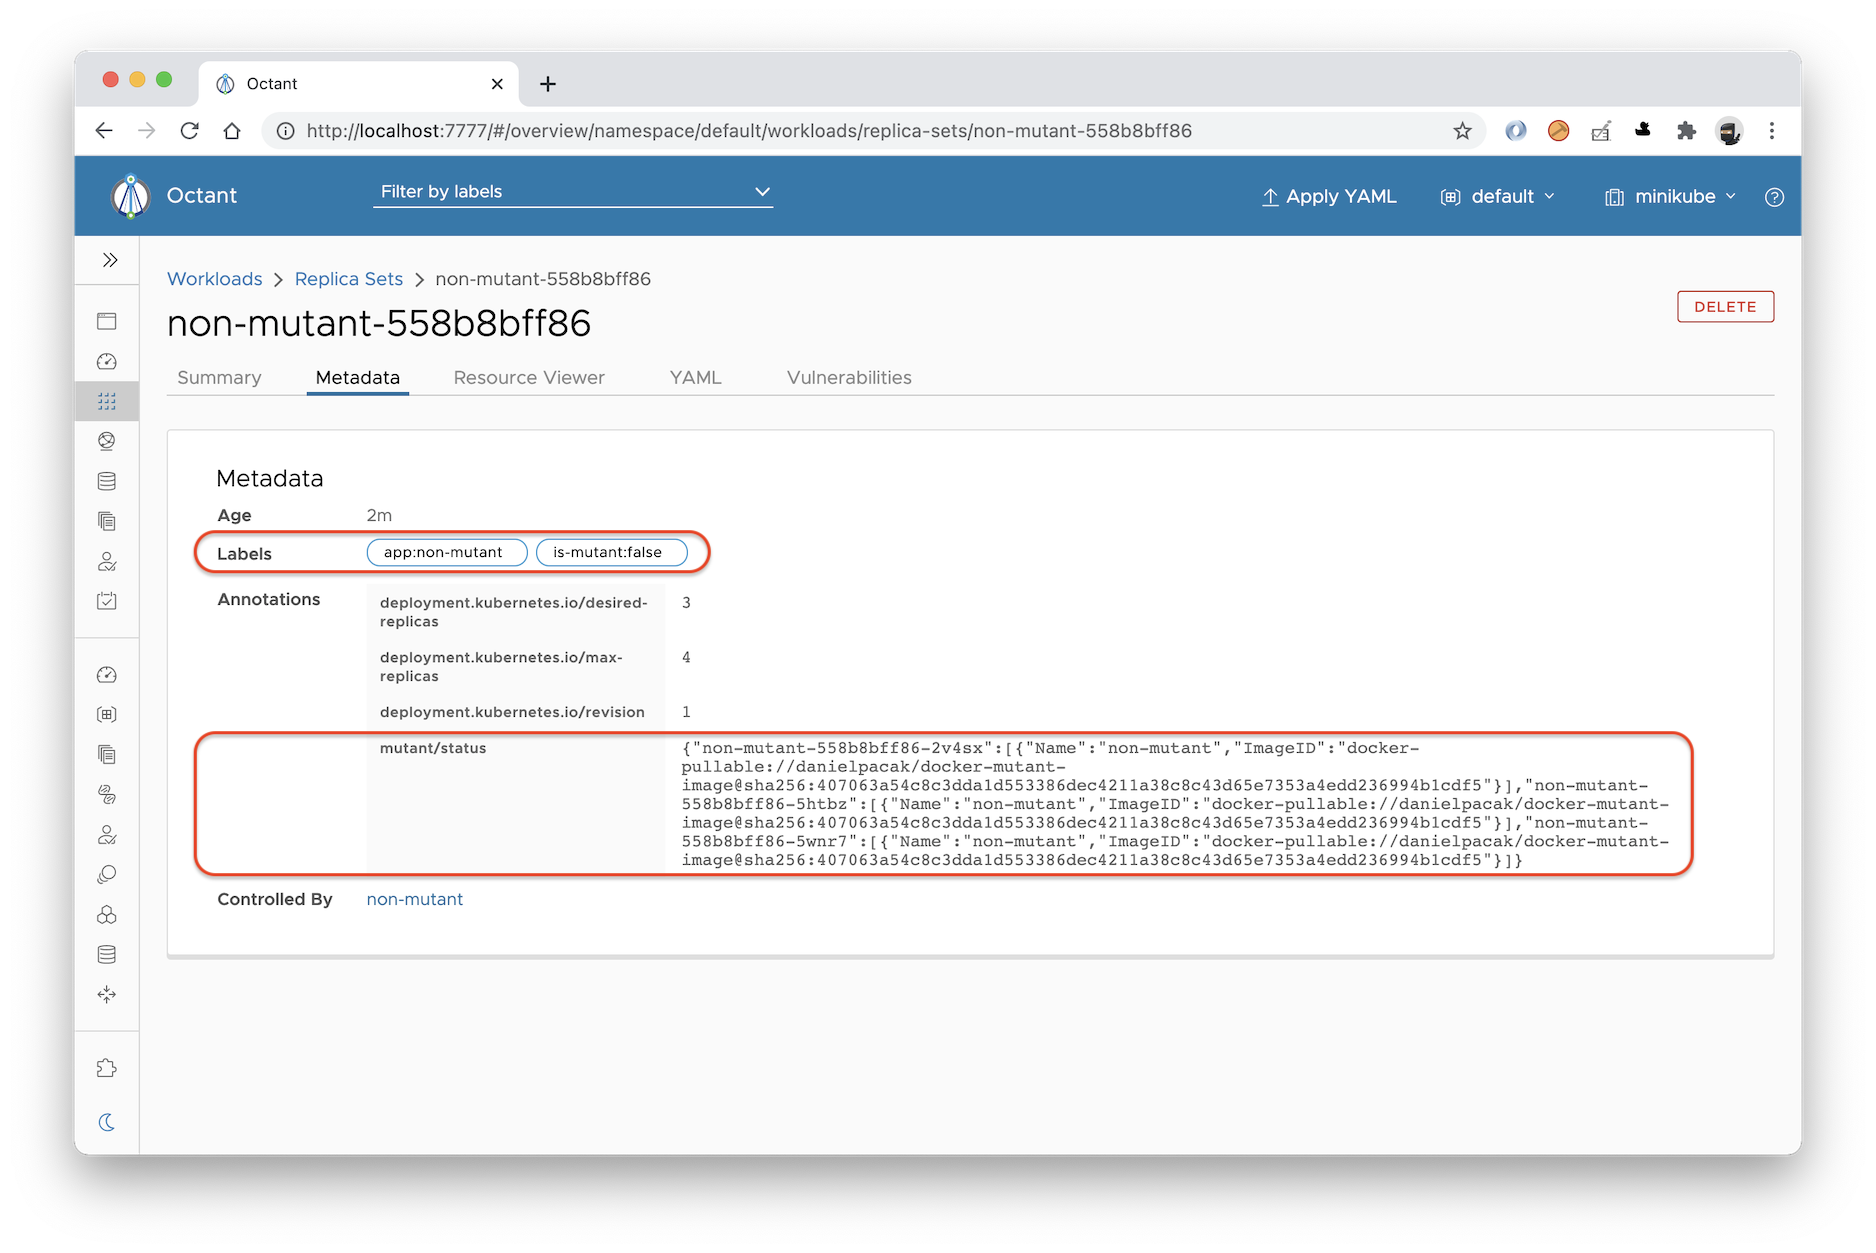 Octant
http://localhost:7777/#/overview/namespace/default/workloads/replica-sets/non-mutant-558b8bff86
Octant
Filter by labels
Apply YAML
default
minikube
Workloads > Replica Sets > non-mutant-558b8bff86
non-mutant-558b8bff86
DELETE
Summary
Metadata
Resource Viewer
YAML
Vulnerabilities
Metadata
Age 2m
Labels app:non-mutant is-mutant:false
Annotations deployment.kubernetes.io/desired- 3
replicas
deployment.kubernetes.io/max- 4
replicas
deployment.kubernetes.io/revision 1
mutant/status {"non-mutant-558b8bff86-2v4sx":[{"Name":"non-mutant","ImageID":"docker-
pullable://danielpacak/docker-mutant-
image@sha256:407063a54c8c3dda1d553386dec4211a38c8c43d65e7353a4edd236994b1cdf5"}],"non-mutant-
558b8bff86-5htbz":[{"Name":"non-mutant","ImageID":"docker-pullable://danielpacak/docker-mutant-
image@sha256:407063a54c8c3dda1d553386dec4211a38c8c43d65e7353a4edd236994b1cdf5"}],"non-mutant-
558b8bff86-5wnr7":[{"Name":"non-mutant","ImageID":"docker-pullable://danielpacak/docker-mutant-
image@sha256:407063a54c8c3dda1d553386dec4211a38c8c43d65e7353a4edd236994b1cdf5"}]}
Controlled By non-mutant